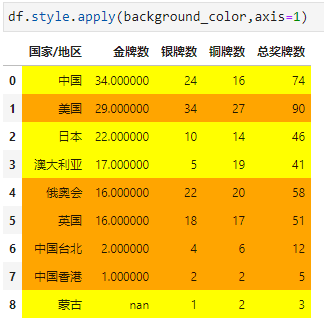 df.style.apply(background_color,axis=1)
国家/地区 金牌数 银牌数 铜牌数 总奖牌数
0 中国 34.000000 24 16 74
1 美国 29.000000 34 27 90
2 日本 22.000000 10 14 46
3 澳大利亚 17.000000 5 19 41
4 俄奥会 16.000000 22 20 58
5 英国 16.000000 18 17 51
6 中国台北 2.000000 4 6 12
7 中国香港 1.000000 2 2 5
8 蒙古 nan 1 2 3